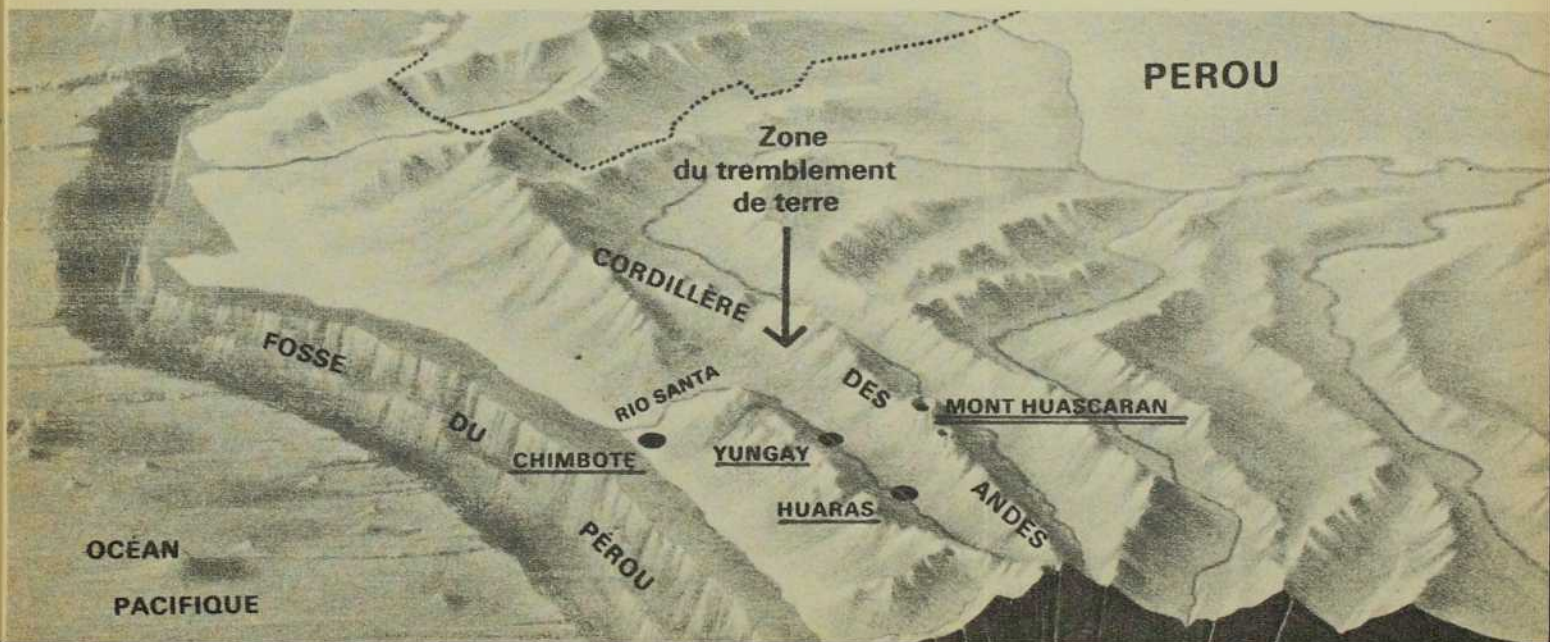 PEROU
Zone
du tremblement
de terre
CORDILLÈRE
DES
ANDES
MONT HUASCARAN
FOSSE
DU
PÉROU
RIO SANTA
CHIMBOTE
YUNGAY
HUARAS
OCÉAN
PACIFIQUE